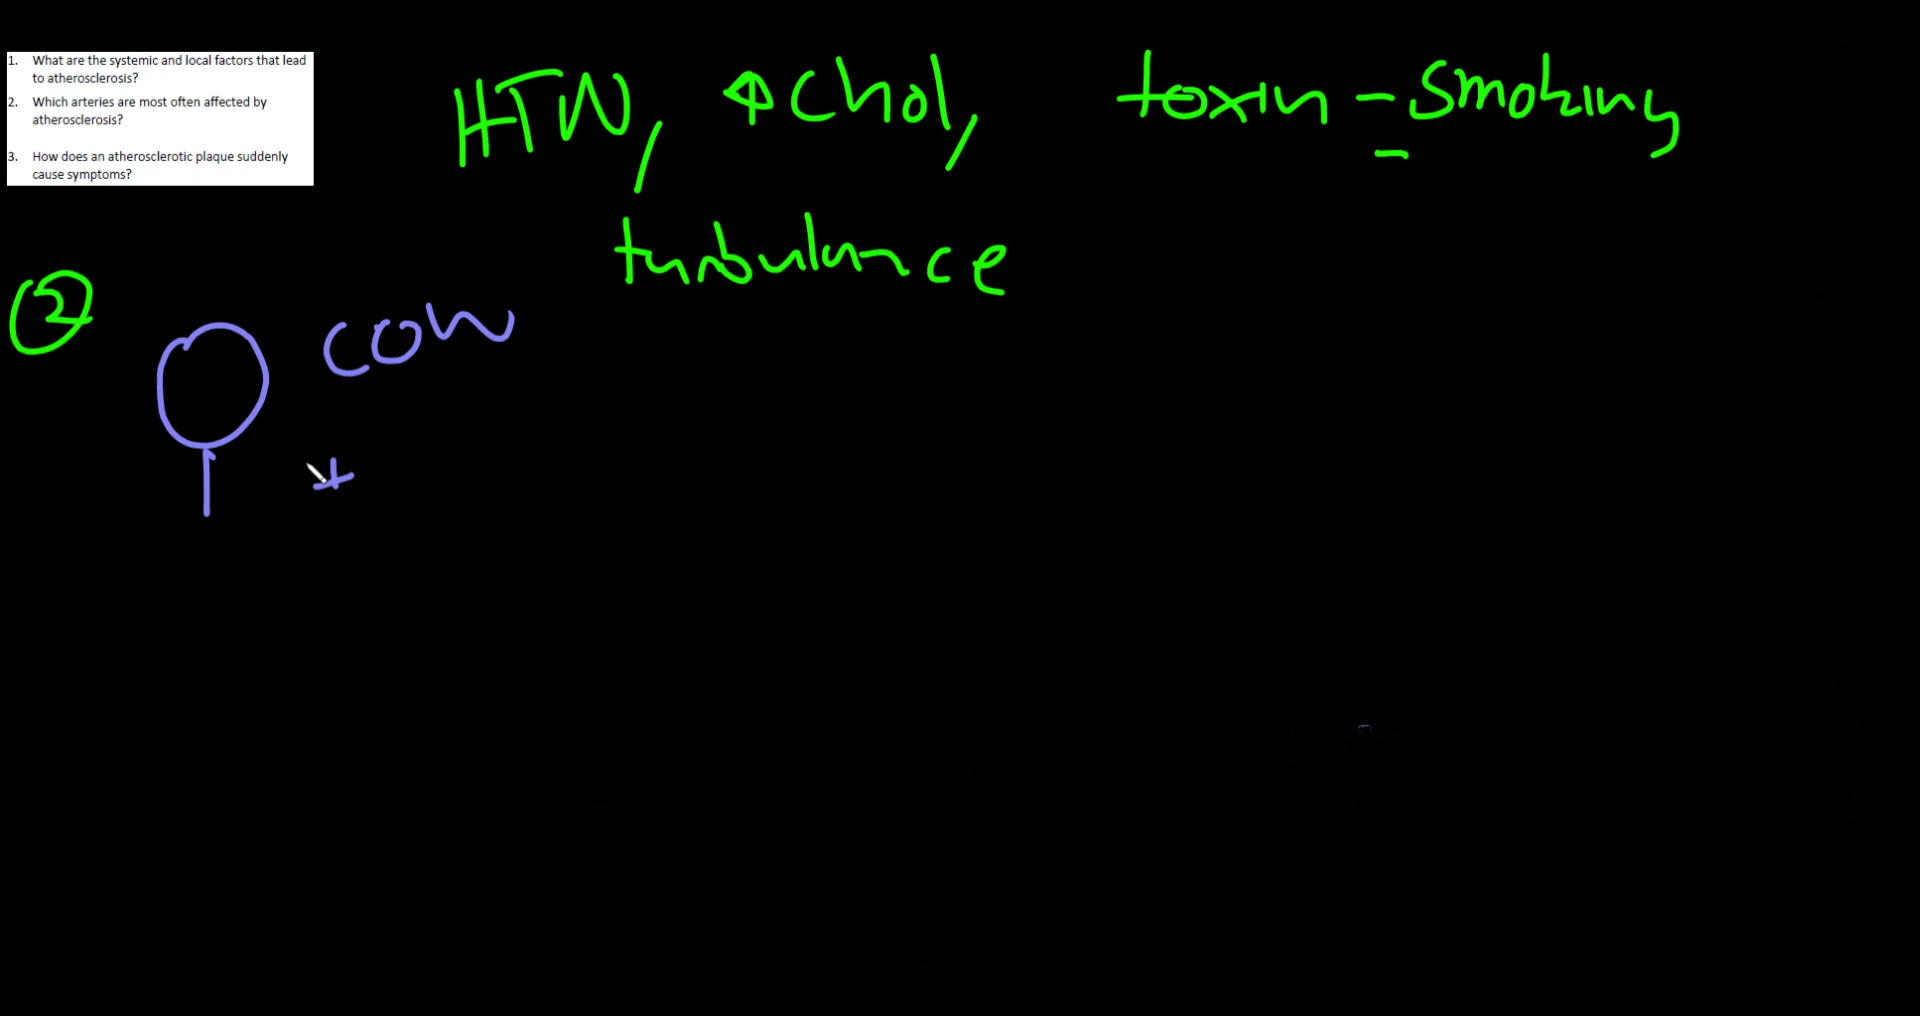 1. What are the systemic and local factors that lead
to atherosclerosis?
2. Which arteries are most often affected by
atherosclerosis?
3. How does an atherosclerotic plaque suddenly
cause symptoms?
HTN, ↑ Chol, toxin - smoking
turbulance
2
COW